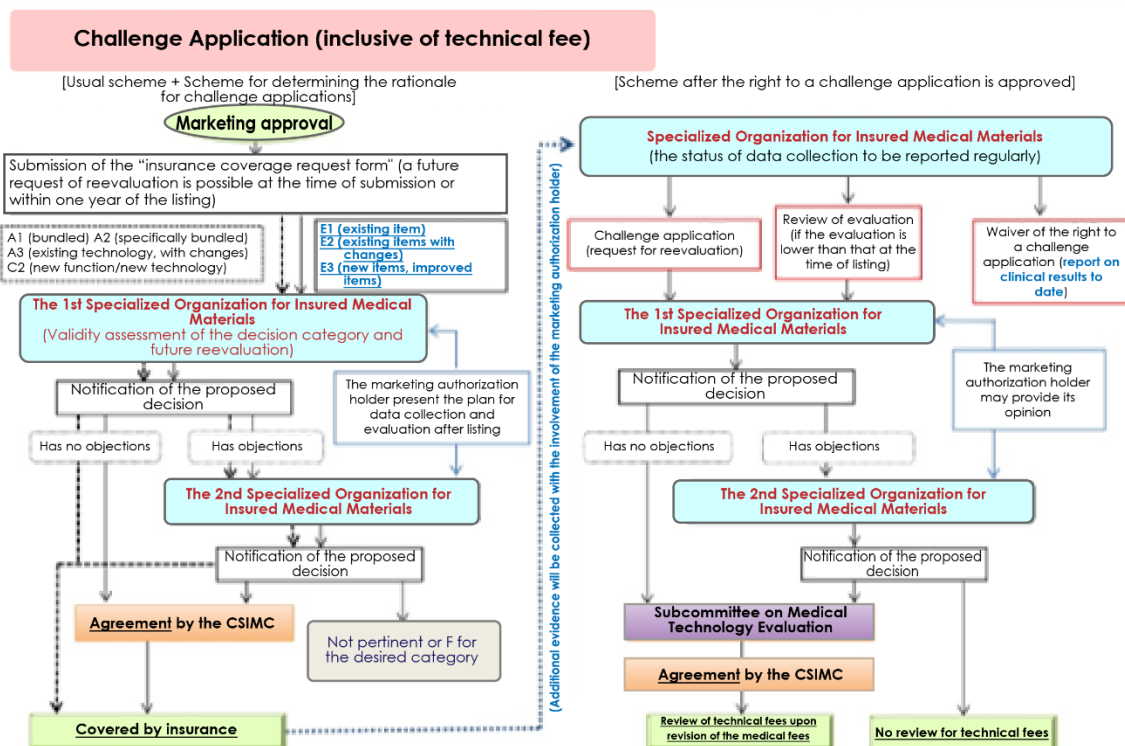 Challenge Application (inclusive of technical fee)
[Usual scheme + Scheme for determining the rationale
for challenge applications]
Marketing approval
Submission of the “insurance coverage request form" (a future
request of reevaluation is possible at the time of submission or
within one year of the listing)
A1 (bundled) A2 (specifically bundled)
A3 (existing technology, with changes)
C2 (new function/new technology)
E1 (existing item)
E2 (existing items with
changes)
E3 (new items, improved
items)
The 1st Specialized Organization for Insured Medical
Materials
(Validity assessment of the decision category and
future reevaluation)
Notification of the proposed
decision
The marketing authorization
holder present the plan for
data collection and
evaluation after listing
Has no objections
Has objections
The 2nd Specialized Organization for
Insured Medical Materials
Notification of the proposed
decision
Agreement by the CSIMC
Not pertinent or F for
the desired category
Covered by insurance
(Additional evidence will be collected with the involvement of the marketing authorization holder)
[Scheme after the right to a challenge application is approved]
Specialized Organization for Insured Medical Materials
(the status of data collection to be reported regularly)
Challenge application
(request for reevaluation)
Review of evaluation
(if the evaluation is
lower than that at the
time of listing)
Waiver of the right to
a challenge
application (report on
clinical results to
date)
The 1st Specialized Organization for
Insured Medical Materials
Notification of the proposed
decision
The marketing
authorization holder
may provide its
opinion
Has no objections
Has objections
The 2nd Specialized Organization for
Insured Medical Materials
Notification of the proposed
decision
Subcommittee on Medical
Technology Evaluation
Agreement by the CSIMC
Review of technical fees upon
revision of the medical fees
No review for technical fees